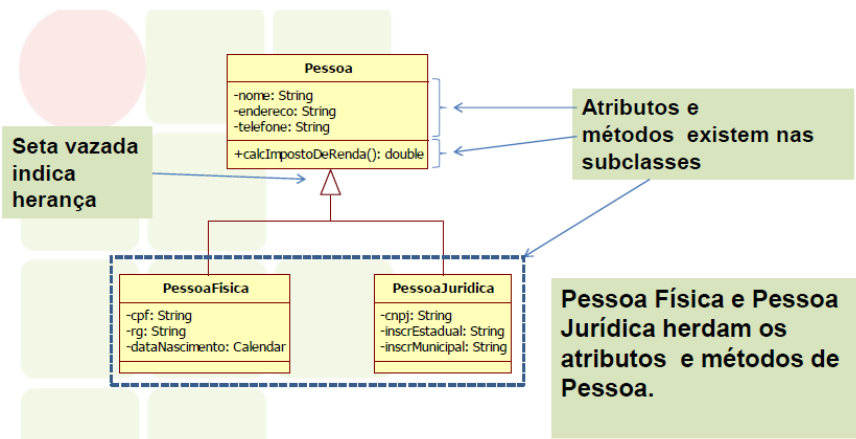 Pessoa
-nome: String
-endereco: String
-telefone: String
+calcImpostoDeRenda(): double
Atributos e
métodos existem nas
subclasses
Seta vazada
indica
herança
PessoaFisica
-cpf: String
-rg: String
-dataNascimento: Calendar
PessoaJuridica
-cnpj: String
-inscrEstadual: String
-inscrMunicipal: String
Pessoa Física e Pessoa
Jurídica herdam os
atributos e métodos de
Pessoa.